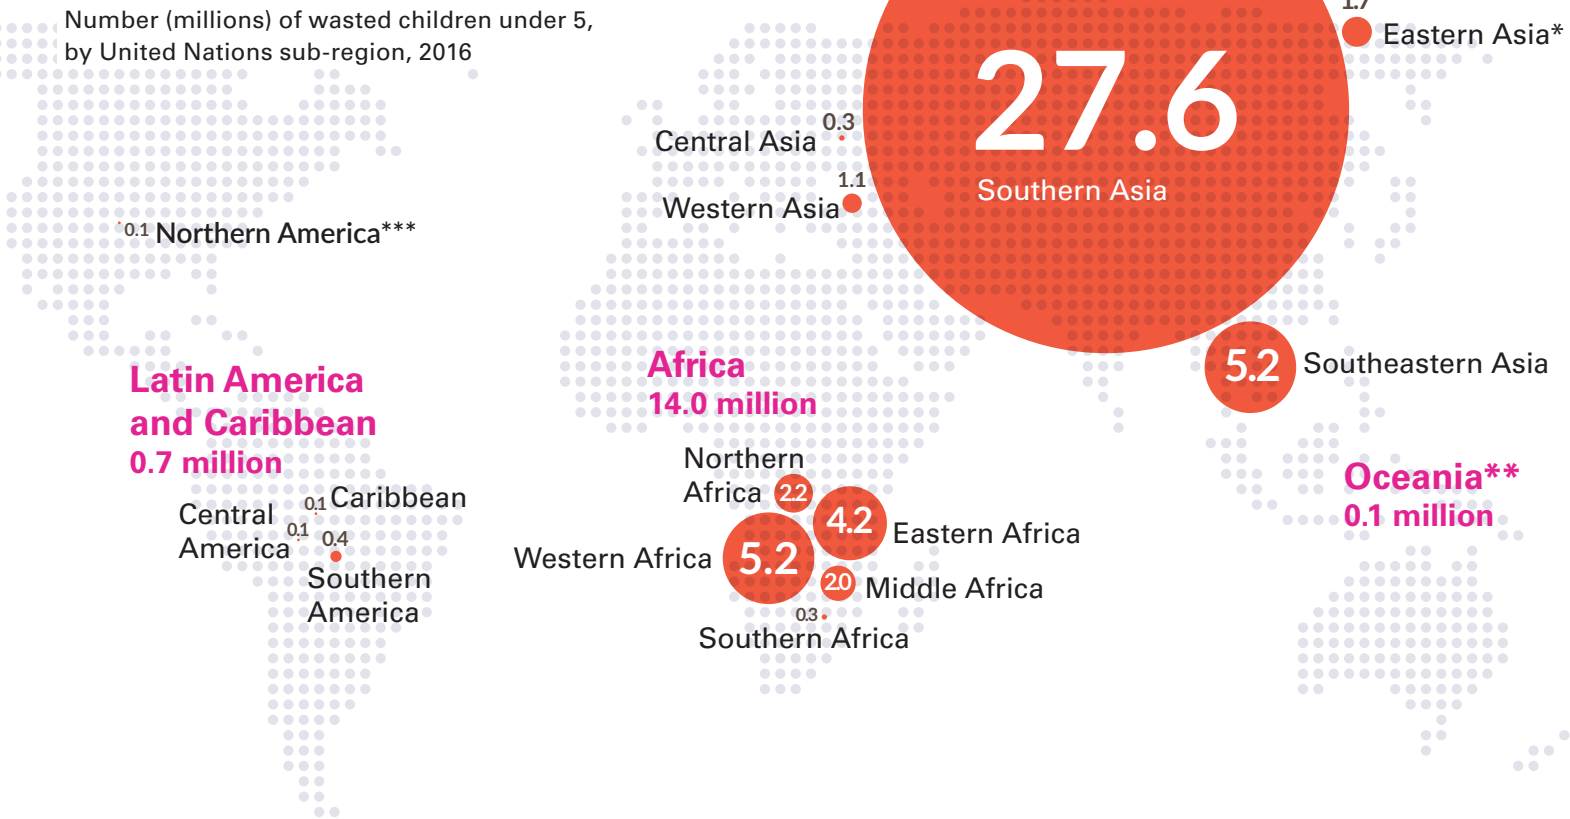 Number (millions) of wasted children under 5,
by United Nations sub-region, 2016
1.7
Eastern Asia*
27.6
Southern Asia
0.3
Central Asia
1.1
Western Asia
0.1 Northern America***
5.2 Southeastern Asia
Latin America
and Caribbean
0.7 million
Africa
14.0 million
Oceania**
0.1 million
0.1 Caribbean
Central
America
0.1
0.4
Southern
America
Northern
Africa
2.2
4.2
Eastern Africa
Western Africa
5.2
2.0
Middle Africa
0.3
Southern Africa